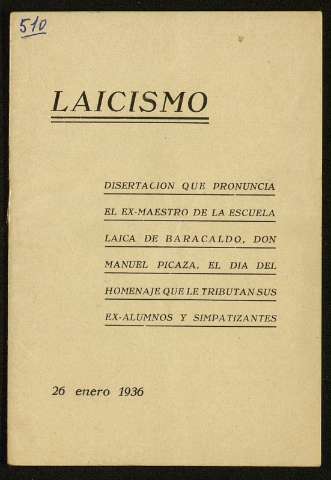 510
LAICISMO
DISERTACION QUE PRONUNCIA
EL EX-MAESTRO DE LA ESCUELA
LAICA DE BARACALDO, DON
MANUEL PICAZA, EL DIA DEL
HOMENAJE QUE LE TRIBUTAN SUS
EX-ALUMNOS Y SIMPATIZANTES
26 enero 1936